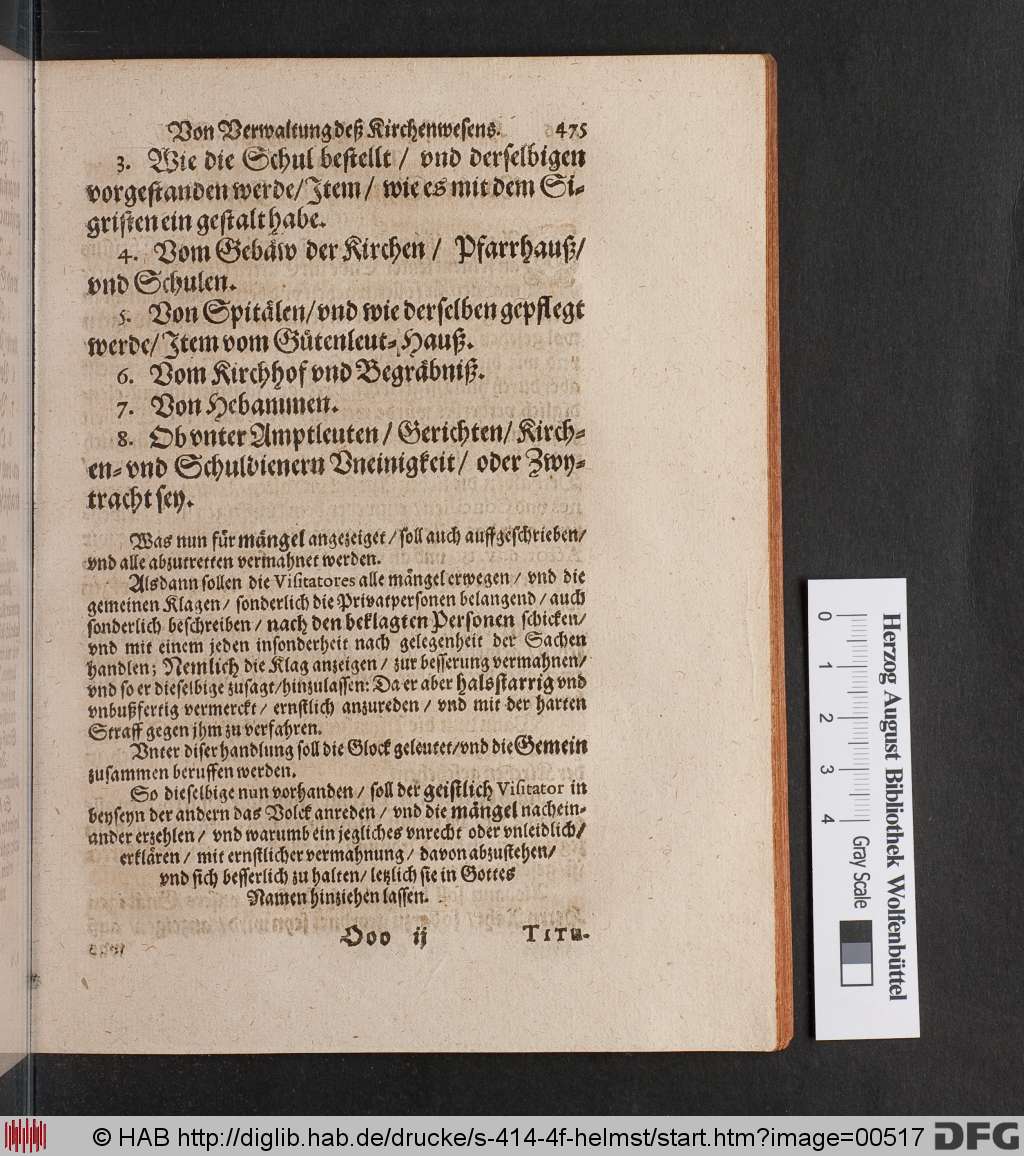 Von Verwaltung deß Kirchenwesens. 475
3. Wie die Schul bestellt / vnd derselbigen
vorgestanden werde/ Item / wie es mit dem Si-
gristen ein gestalt habe.
4. Vom Gebäw der Kirchen / Pfarrhauß/
vnd Schulen.
5. Von Spitälen/ vnd wie derselben gepflegt
werde/ Item vom Gütenleut-Hauß.
6. Vom Kirchhof vnd Begräbniß.
7. Von Hebammen.
8. Ob vnter Amptleuten / Gerichten/ Kirch-
en- vnd Schuldienern Vneinigkeit / oder Zwy-
tracht sey.
Was nun für mängel angezeiget / soll auch auffgeschrieben/
vnd alle abzutretten vermahnet werden.
Alsdann sollen die Visitatores alle mängel erwegen / vnd die
gemeinen Klagen / sonderlich die Privatpersonen belangend / auch
sonderlich beschreiben / nach den beklagten Personen schicken/
vnd mit einem jeden insonderheit nach gelegenheit der Sachen
handlen; Nemlich die Klag anzeigen / zur besserung vermahnen/
vnd so er dieselbige zusagt/ hinzulassen: Da er aber halsstarrig vnd
vnbußfertig vermerckt / ernstlich anzureden / vnd mit der harten
Straff gegen jhm zu verfahren.
Vnter diser handlung soll die Glock geleutet/ vnd die Gemein
zusammen beruffen werden.
So dieselbige nun vorhanden / soll der geistlich Visitator in
beyseyn der andern das Volck anreden / vnd die mängel nachein-
ander erzehlen / vnd warumb ein jegliches vnrecht oder vnleidlich/
erklären / mit ernstlicher vermahnung / davon abzustehen/
vnd sich besserlich zu halten / letzlich sie in Gottes
Namen hinziehen lassen.
Ooo ij TITU-
0 1 2 3 4
Gray Scale
Herzog August Bibliothek Wolfenbüttel
© HAB http://diglib.hab.de/drucke/s-414-4f-helmst/start.htm?image=00517 DFG